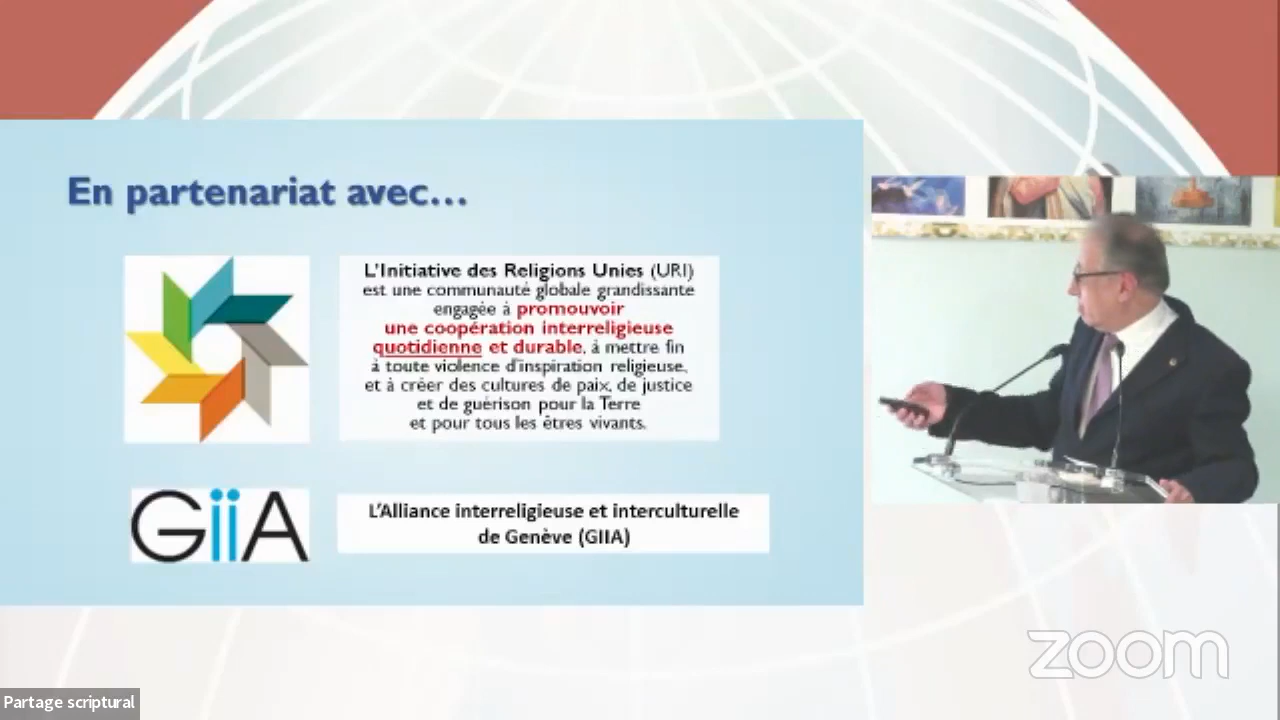 En partenariat avec...
L'Initiative des Religions Unies (URI)
est une communauté globale grandissante
engagée à promouvoir
une coopération interreligieuse
quotidienne et durable, à mettre fin
à toute violence d'inspiration religieuse,
et à créer des cultures de paix, de justice
et de guérison pour la Terre
et pour tous les êtres vivants.
GiiA
L'Alliance interreligieuse et interculturelle
de Genève (GIIA)
zoom
Partage scriptural